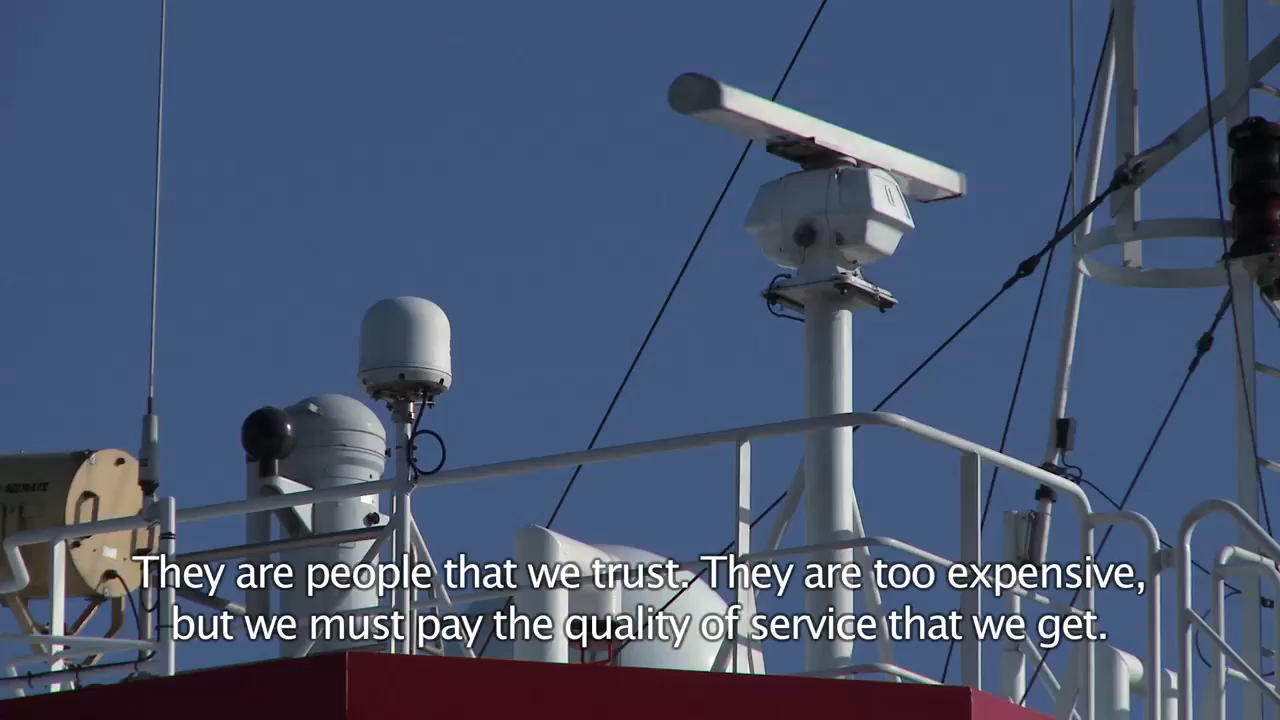 They are people that we trust. They are too expensive,
but we must pay the quality of service that we get.